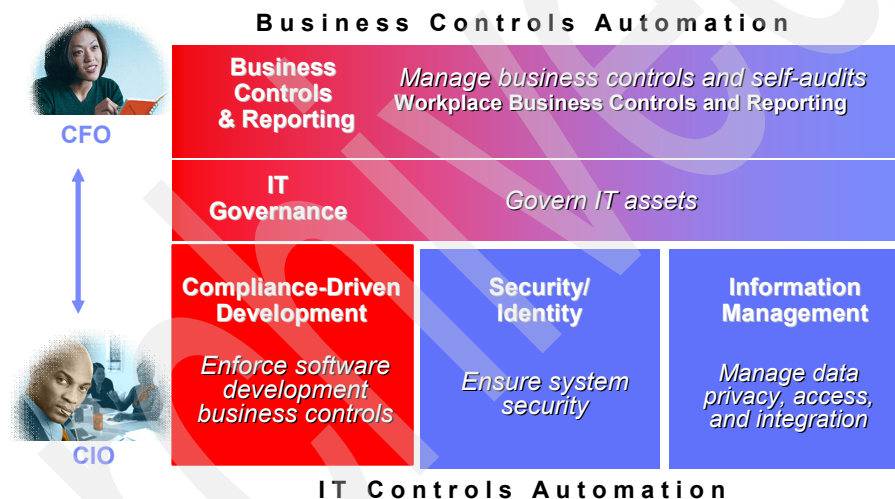 Business Controls Automation
Business
Controls
& Reporting
Manage business controls and self-audits
Workplace Business Controls and Reporting
CFO
IT
Governance
Govern IT assets
Compliance-Driven
Development
Enforce software
development
business controls
Security/
Identity
Ensure system
security
Information
Management
Manage data
privacy, access,
and integration
CIO
IT Controls Automation